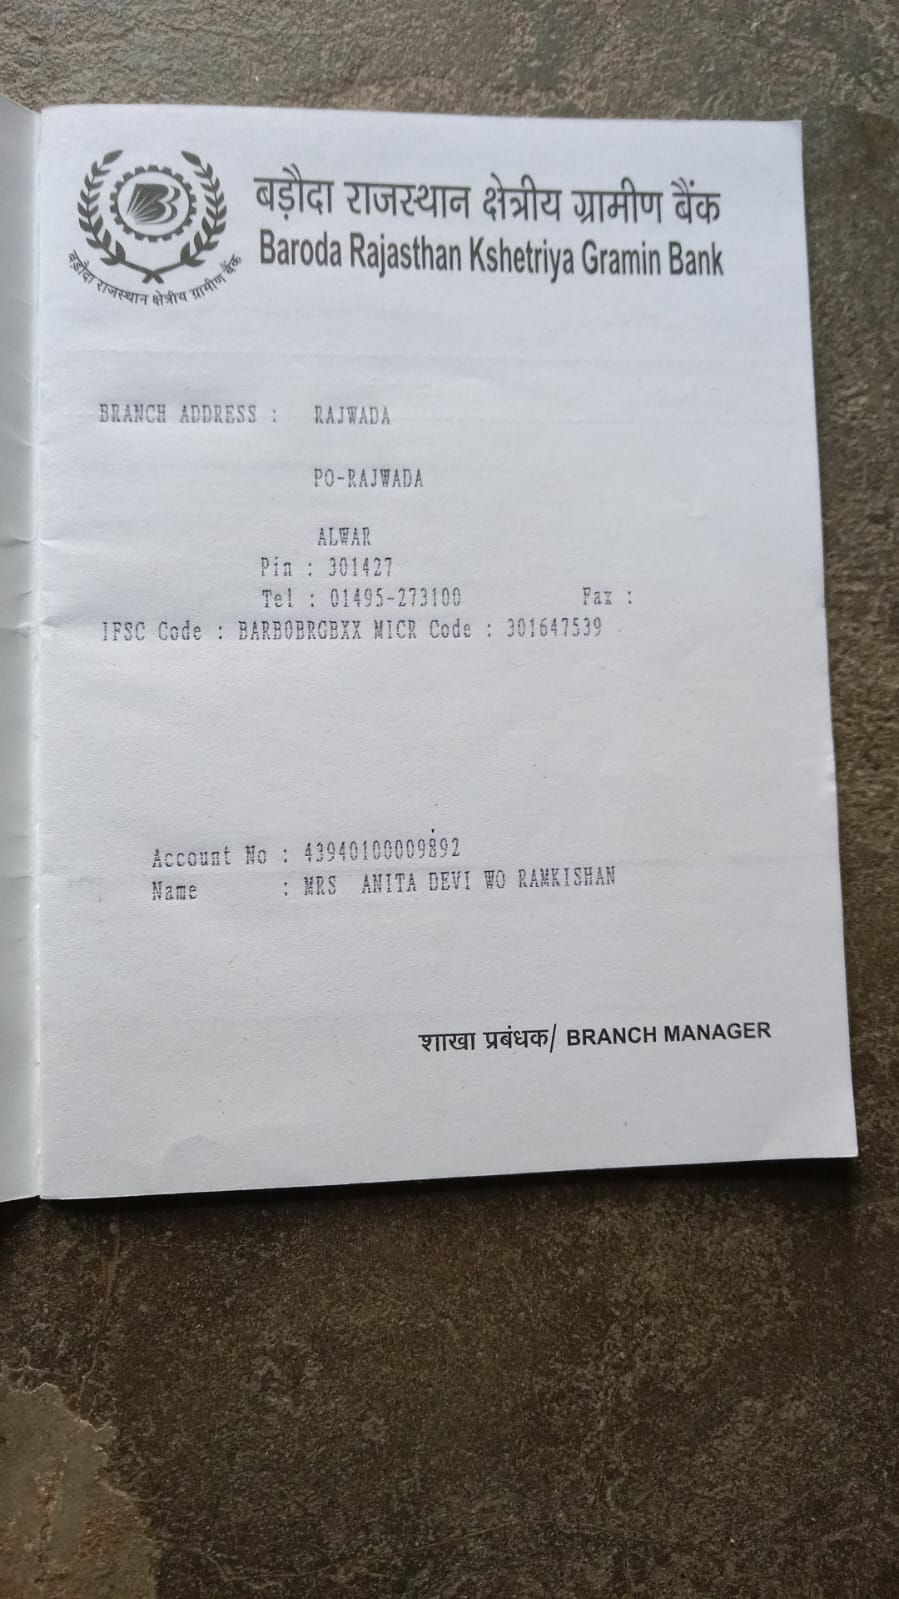 बड़ौदा राजस्थान क्षेत्रीय ग्रामीण बैंक
Baroda Rajasthan Kshetriya Gramin Bank
बड़ौदा राजस्थान क्षेत्रीय ग्रामीण बैंक
BRANCH ADDRESS : RAJWADA
PO-RAJWADA
ALWAR
Pin : 301427
Tel : 01495-273100 Fax :
IFSC Code : BARB0BRGBXX MICR Code : 301647539
Account No : 43940100009892
Name : MRS ANITA DEVI WO RAMKISHAN
शाखा प्रबंधक/ BRANCH MANAGER